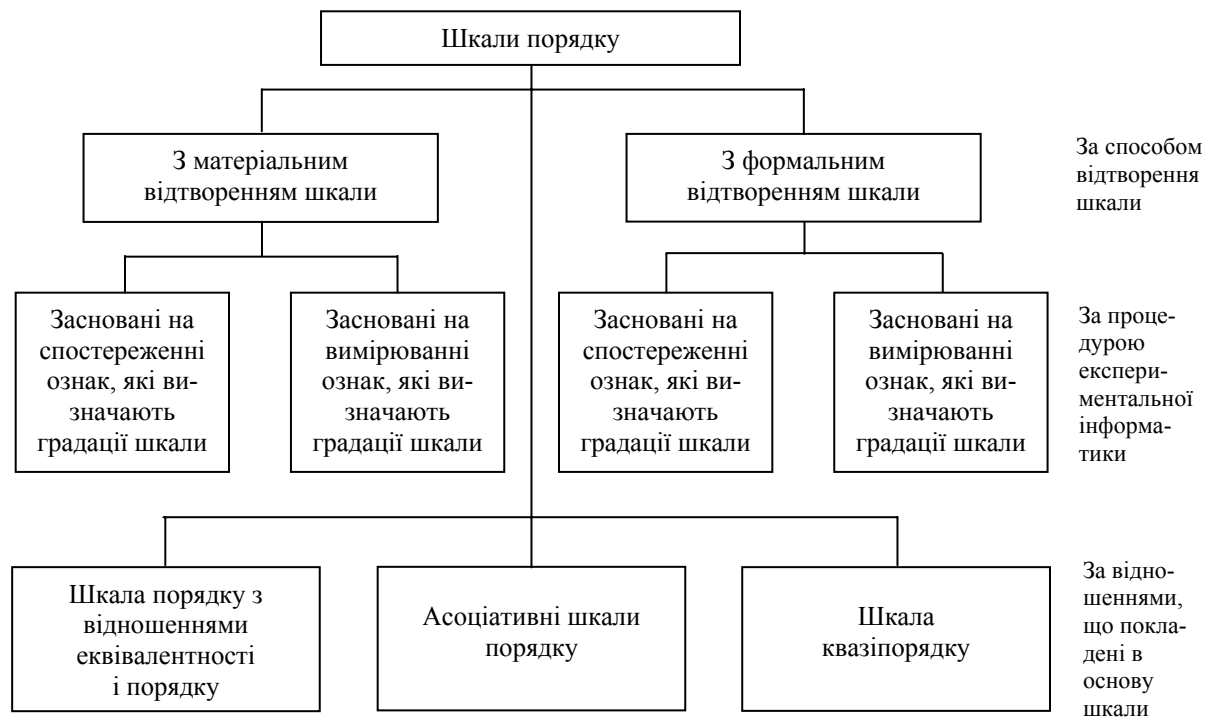 Шкали порядку
З матеріальним
відтворенням шкали
З формальним
відтворенням шкали
За способом
відтворення
шкали
Засновані на
спостереженні
ознак, які ви-
значають
градації шкали
Засновані на
вимірюванні
ознак, які ви-
значають
градації шкали
Засновані на
спостереженні
ознак, які ви-
значають
градації шкали
Засновані на
вимірюванні
ознак, які ви-
значають
градації шкали
За проце-
дурою
експери-
ментальної
інформа-
тики
Шкала порядку з
відношеннями
еквівалентності
і порядку
Асоціативні шкали
порядку
Шкала
квазіпорядку
За відно-
шеннями,
що покла-
дені в
основу
шкали